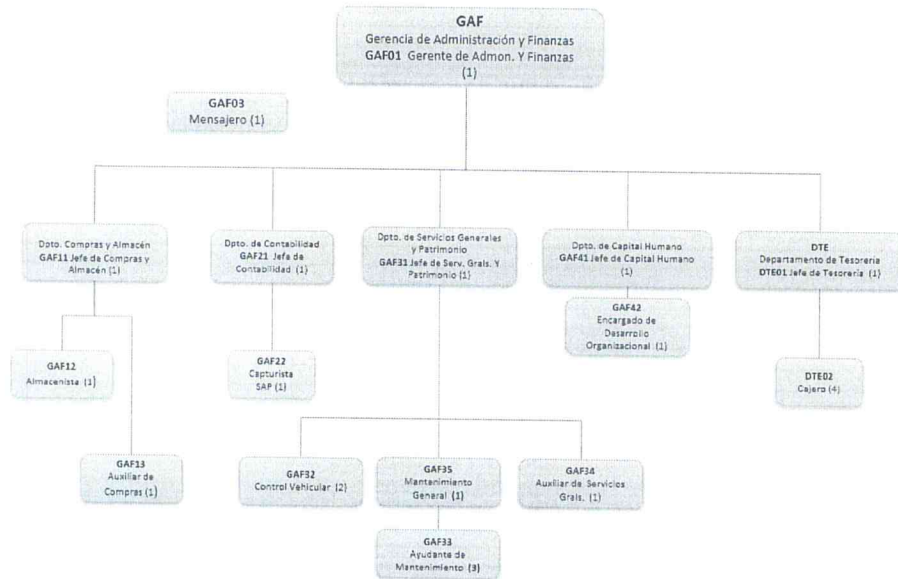 GAF
Gerencia de Administración y Finanzas
GAF01 Gerente de Admon. Y Finanzas
(1)
GAF03
Mensajero (1)
Dpto. Compras y Almacén
GAF11 Jefe de Compras y
Almacén (1)
Dpto. de Contabilidad
GAF21 Jefa de
Contabilidad (1)
Dpto. de Servicios Generales
y Patrimonio
GAF31 Jefe de Serv. Grals. Y
Patrimonio (1)
Dpto. de Capital Humano
GAF41 Jefe de Capital Humano
(1)
DTE
Departamento de Tesoreria
DTE01 Jefe de Tesorería (1)
GAF12
Almacenista (1)
GAF22
Capturista
SAP (1)
GAF42
Encargado de
Desarrollo
Organizacional (1)
DTE02
Cajero (4)
GAF13
Auxiliar de
Compras (1)
GAF32
Control Vehicular (2)
GAF35
Mantenimiento
General (1)
GAF34
Auxiliar de Servicios
Grals. (1)
GAF33
Ayudante de
Mantenimiento (3)